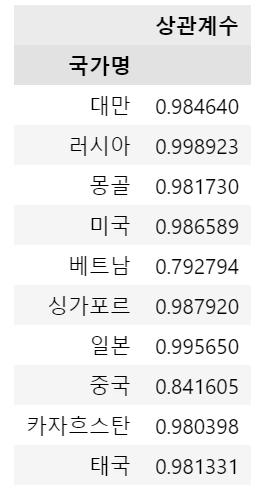 상관계수
국가명
대만 0.984640
러시아 0.998923
몽골 0.981730
미국 0.986589
베트남 0.792794
싱가포르 0.987920
일본 0.995650
중국 0.841605
카자흐스탄 0.980398
태국 0.981331